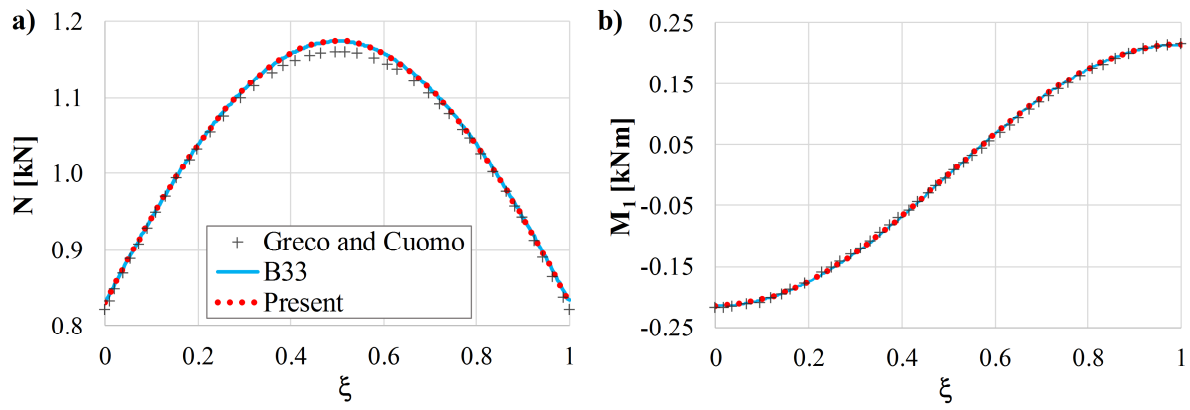 a)
1.2
1.1
1.0
0.9
0.8
N [kN]
Greco and Cuomo
B33
Present
0 0.2 0.4 0.6 0.8 1
ξ
b)
0.25
0.15
0.05
-0.05
-0.15
-0.25
M1 [kNm]
0 0.2 0.4 0.6 0.8 1
ξ